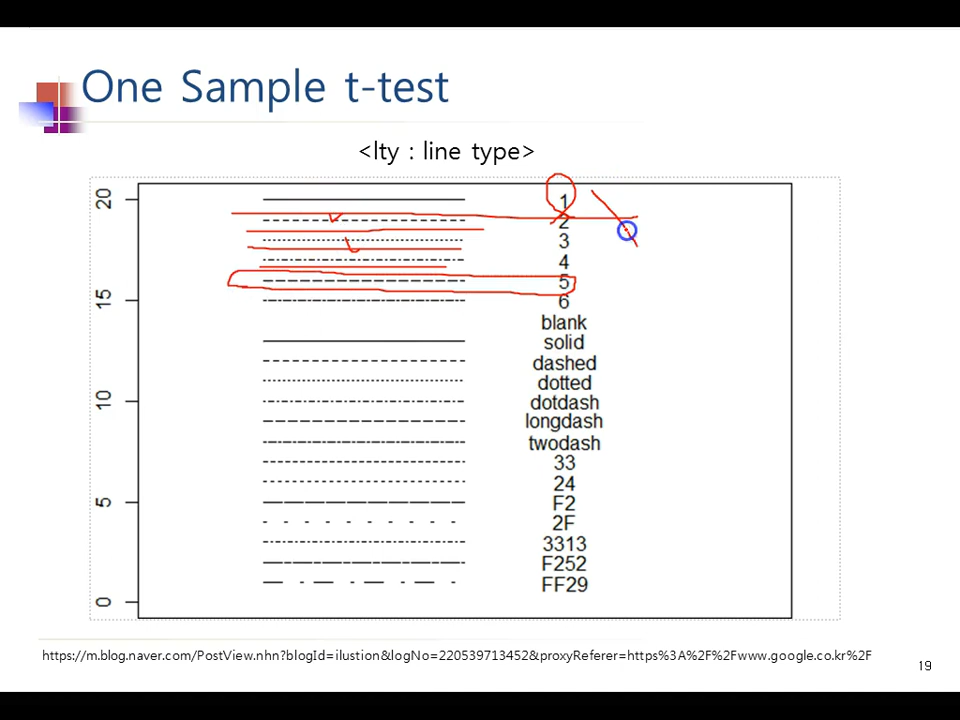 One Sample t-test
<lty : line type>
20
1
2
3
4
15
5
6
blank
solid
dashed
dotted
10
dotdash
longdash
twodash
33
24
5
F2
2F
3313
F252
FF29
0
https://m.blog.naver.com/PostView.nhn?blogId=ilustion&logNo=220539713452&proxyReferer=https%3A%2F%2Fwww.google.co.kr%2F
19